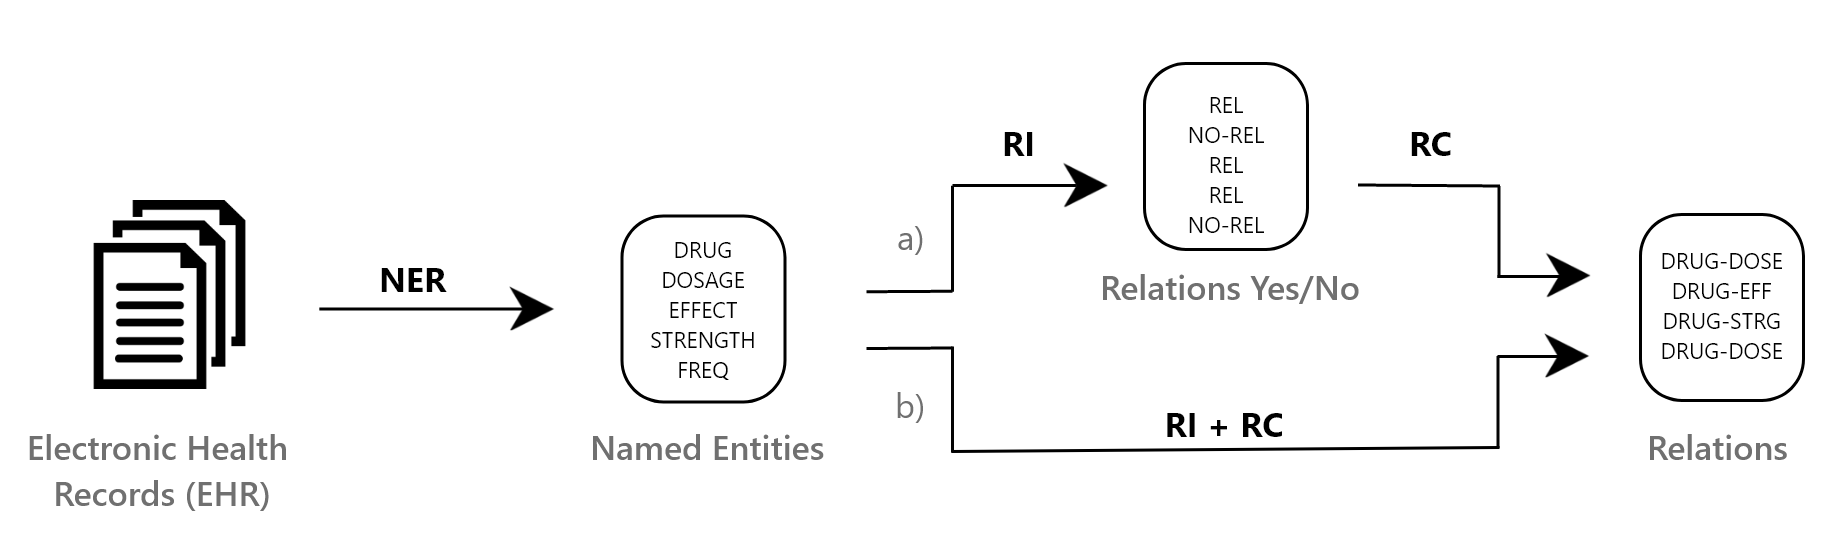 NER
Electronic Health
Records (EHR)
DRUG
DOSAGE
EFFECT
STRENGTH
FREQ
Named Entities
a)
RI
REL
NO-REL
REL
REL
NO-REL
Relations Yes/No
RC
b)
RI + RC
DRUG-DOSE
DRUG-EFF
DRUG-STRG
DRUG-DOSE
Relations